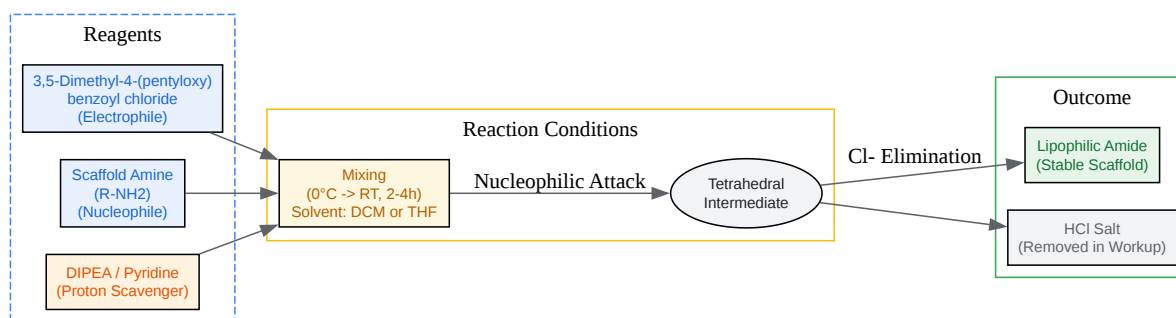 Reagents
3,5-Dimethyl-4-(pentyloxy)
benzoyl chloride
(Electrophile)
Scaffold Amine
(R-NH2)
(Nucleophile)
DIPEA / Pyridine
(Proton Scavenger)
Reaction Conditions
Mixing
(0°C -> RT, 2-4h)
Solvent: DCM or THF
Nucleophilic Attack
Tetrahedral
Intermediate
Cl- Elimination
Outcome
Lipophilic Amide
(Stable Scaffold)
HCl Salt
(Removed in Workup)